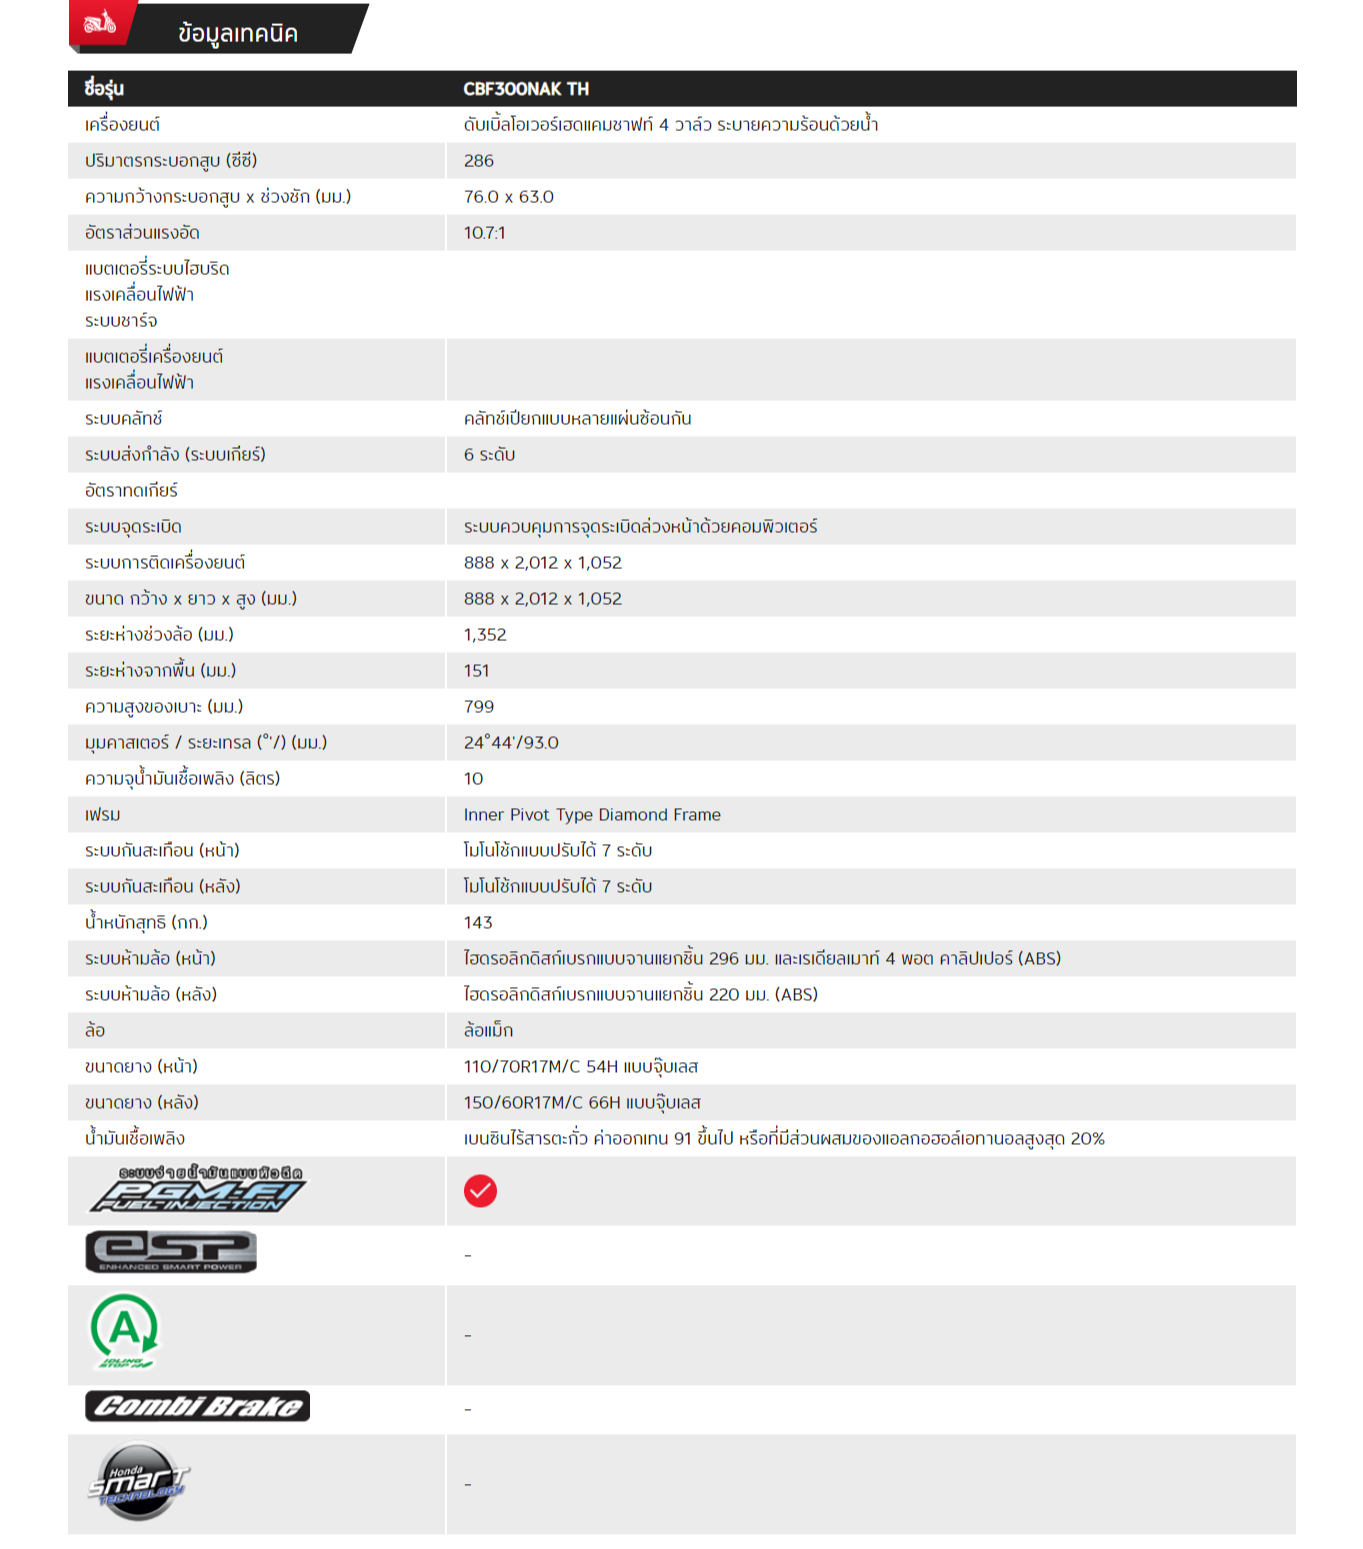 ข้อมูลเทคนิค
ชื่อรุ่น CBF300NAK TH
เครื่องยนต์ ดับเบิ้ลโอเวอร์เฮดแคมชาฟท์ 4 วาล์ว ระบายความร้อนด้วยน้ำ
ปริมาตรกระบอกสูบ (ซีซี) 286
ความกว้างกระบอกสูบ x ช่วงชัก (มม.) 76.0 x 63.0
อัตราส่วนแรงอัด 10.7:1
แบตเตอรี่ระบบไฮบริด
แรงเคลื่อนไฟฟ้า
ระบบชาร์จ
แบตเตอรี่เครื่องยนต์
แรงเคลื่อนไฟฟ้า
ระบบคลัทช์ คลัทช์เปียกแบบหลายแผ่นซ้อนกัน
ระบบส่งกำลัง (ระบบเกียร์) 6 ระดับ
อัตราทดเกียร์
ระบบจุดระเบิด ระบบควบคุมการจุดระเบิดล่วงหน้าด้วยคอมพิวเตอร์
ระบบการติดเครื่องยนต์ 888 x 2,012 x 1,052
ขนาด กว้าง x ยาว x สูง (มม.) 888 x 2,012 x 1,052
ระยะห่างช่วงล้อ (มม.) 1,352
ระยะห่างจากพื้น (มม.) 151
ความสูงของเบาะ (มม.) 799
มุมคาสเตอร์ / ระยะเทรล (°'/) (มม.) 24°44'/93.0
ความจุน้ำมันเชื้อเพลิง (ลิตร) 10
เฟรม Inner Pivot Type Diamond Frame
ระบบกันสะเทือน (หน้า) โมโนโช้กแบบปรับได้ 7 ระดับ
ระบบกันสะเทือน (หลัง) โมโนโช้กแบบปรับได้ 7 ระดับ
น้ำหนักสุทธิ (กก.) 143
ระบบห้ามล้อ (หน้า) ไฮดรอลิกดิสก์เบรกแบบจานแยกชิ้น 296 มม. และเรเดียลเมาท์ 4 พอต คาลิปเปอร์ (ABS)
ระบบห้ามล้อ (หลัง) ไฮดรอลิกดิสก์เบรกแบบจานแยกชิ้น 220 มม. (ABS)
ล้อ ล้อแม็ก
ขนาดยาง (หน้า) 110/70R17M/C 54H แบบจุ๊บเลส
ขนาดยาง (หลัง) 150/60R17M/C 66H แบบจุ๊บเลส
น้ำมันเชื้อเพลิง เบนซินไร้สารตะกั่ว ค่าออกเทน 91 ขึ้นไป หรือที่มีส่วนผสมของแอลกอฮอล์เอทานอลสูงสุด 20%
ระบบจ่ายน้ำมันแบบหัวฉีด
PGM-FI
FUEL INJECTION
eSP -
ENHANCED SMART POWER
A -
IDLING
STOP
Combi Brake -
Honda
smart -
TECHNOLOGY